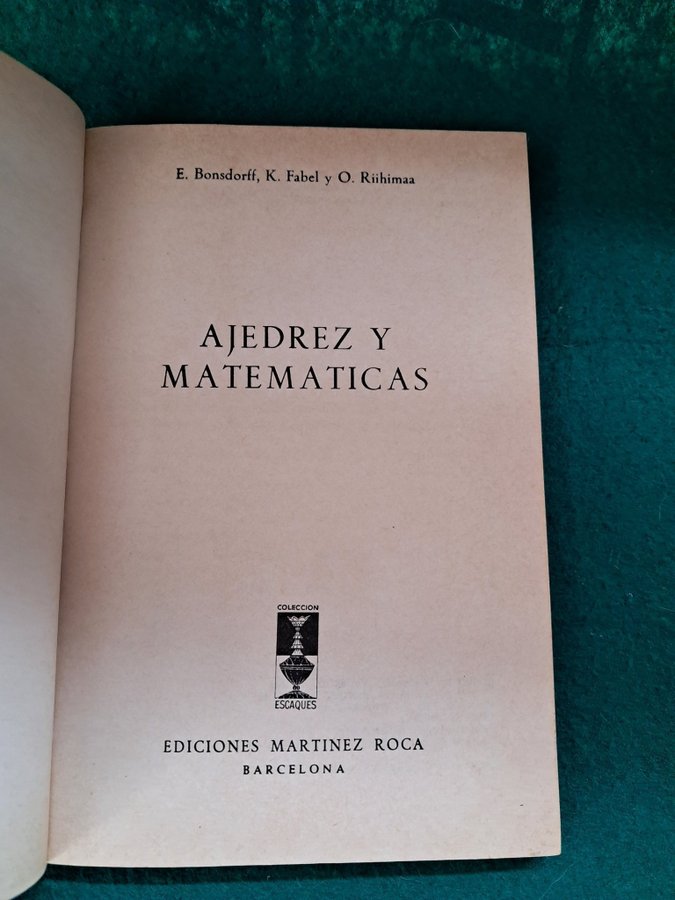 E. Bonsdorff, K. Fabel y O. Riihimaa
AJEDREZ Y
MATEMATICAS
COLECCION
ESCAQUES
EDICIONES MARTINEZ ROCA
BARCELONA